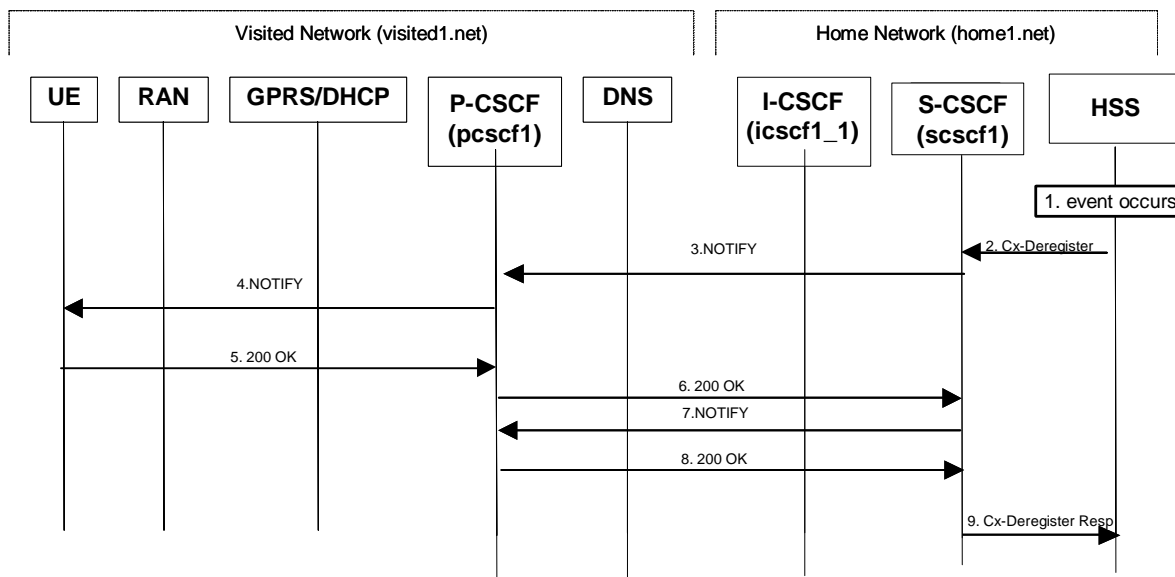 Visited Network (visited1.net)
Home Network (home1.net)
UE
RAN
GPRS/DHCP
P-CSCF
(pcscf1)
DNS
I-CSCF
(icscf1_1)
S-CSCF
(scscf1)
HSS
1. event occurs
2. Cx-Deregister
3.NOTIFY
4.NOTIFY
5. 200 OK
6. 200 OK
7.NOTIFY
8. 200 OK
9. Cx-Deregister Resp